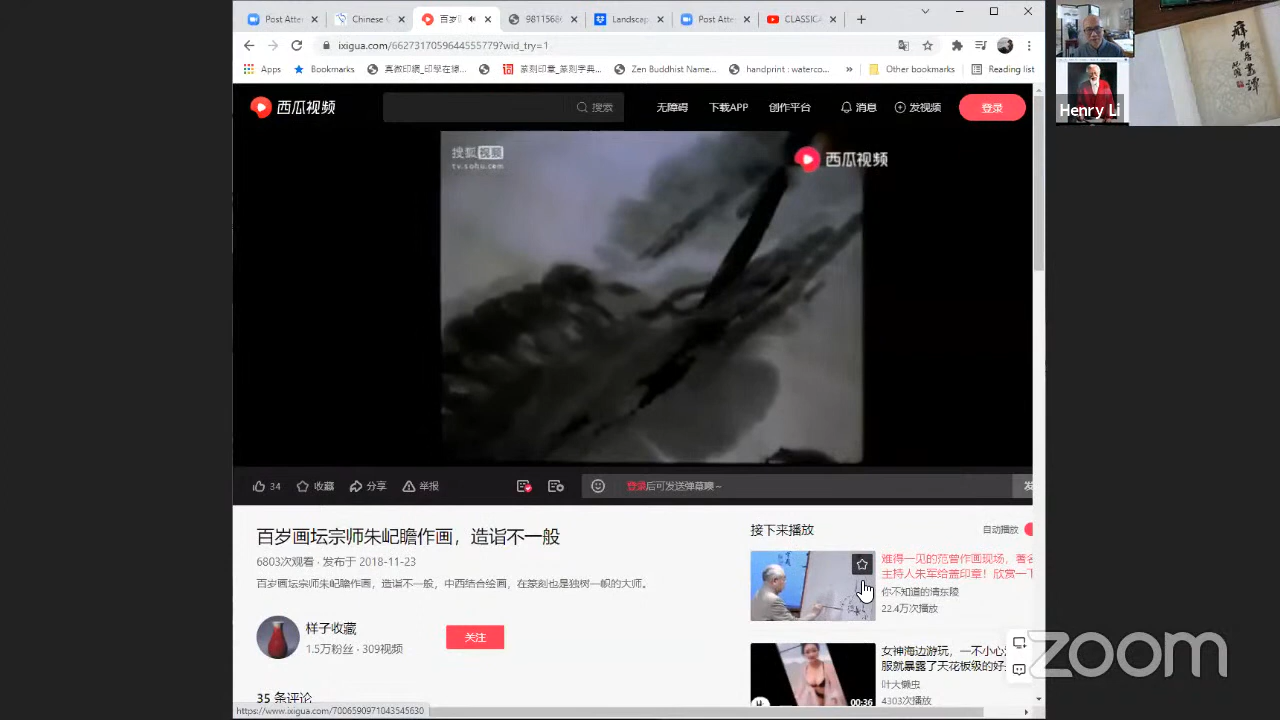 Post Atte
Chinese C
百岁
981156
Landscap
Post Atte
CLASSICA
ixigua.com/6627317059644555779?wid_try=1
Apps
Bookmarks
Zen Buddhist Name...
handprint : waterco...
Other bookmarks
Reading list
西瓜视频
搜索
无障碍
下载APP
创作平台
消息
发视频
登录
搜狐视频
tv.sohu.com
西瓜视频
34
收藏
分享
举报
登录后可发送弹幕噢~
发
百岁画坛宗师朱屺瞻作画，造诣不一般
6803次观看 · 发布于 2018-11-23
百岁巨匠朱屺瞻作画，造诣不一般，中西结合绘画，在篆刻也是独树一帜的大师。
样子收藏
1.5万粉丝 · 309视频
关注
35 条评论
接下来播放
自动播放
难得一见的范曾作画现场，著名
主持人朱军给盖印章！欣赏一下
你不知道的清东陵
22.4万次播放
女神海边游玩，一不小心
服就暴露了天花板级的好
叶大懒虫
4303次播放
00:36
https://www.ixigua.com/7026590971043545630
Henry Li
zoom